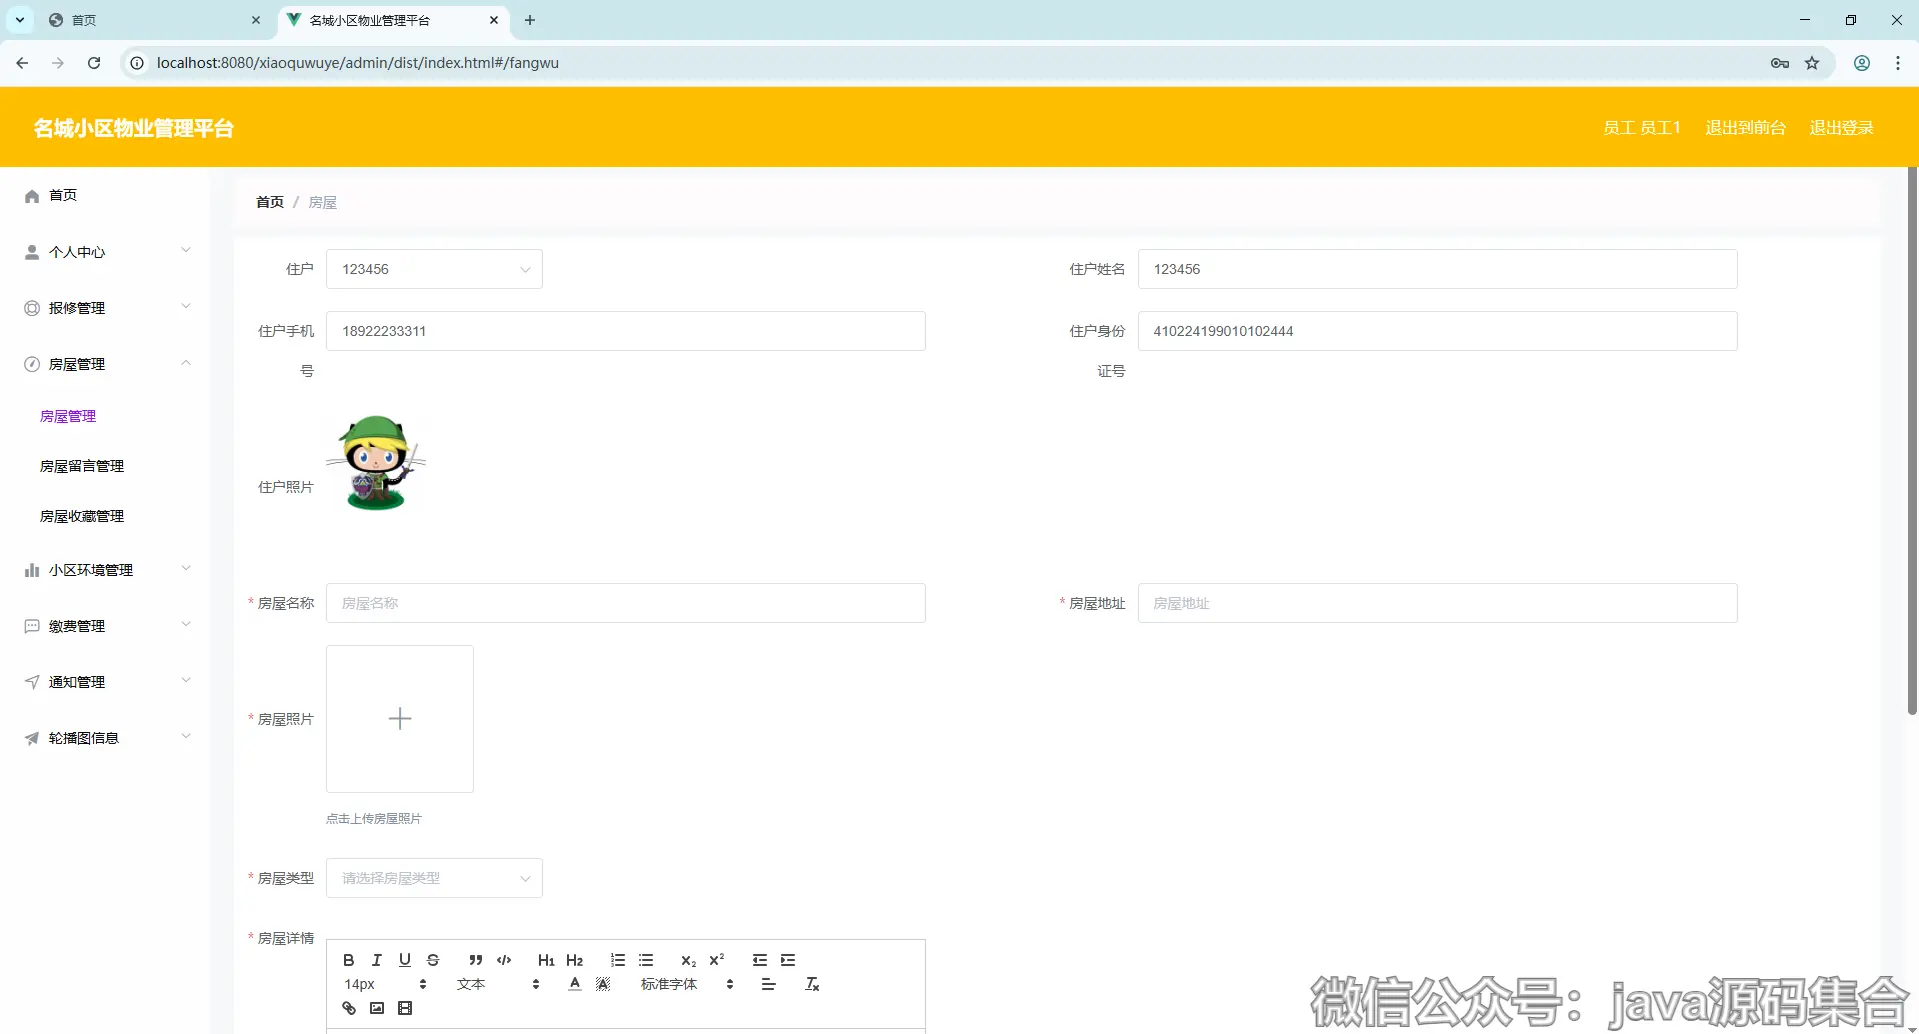 首页
名城小区物业管理平台
localhost:8080/xiaoquwuye/admin/dist/index.html#/fangwu
名城小区物业管理平台
员工 员工1
退出到前台
退出登录
首页
个人中心
报修管理
房屋管理
房屋管理
房屋留言管理
房屋收藏管理
小区环境管理
缴费管理
通知管理
轮播图信息
首页 / 房屋
住户 123456
住户姓名 123456
住户手机号 18922233311
住户身份证号 410224199010102444
住户照片
* 房屋名称 房屋名称
* 房屋地址 房屋地址
* 房屋照片
点击上传房屋照片
* 房屋类型 请选择房屋类型
* 房屋详情
B I U S H1 H2 X2 X2
14px 文本 A A 标准字体 Tx
微信公众号：java源码集合